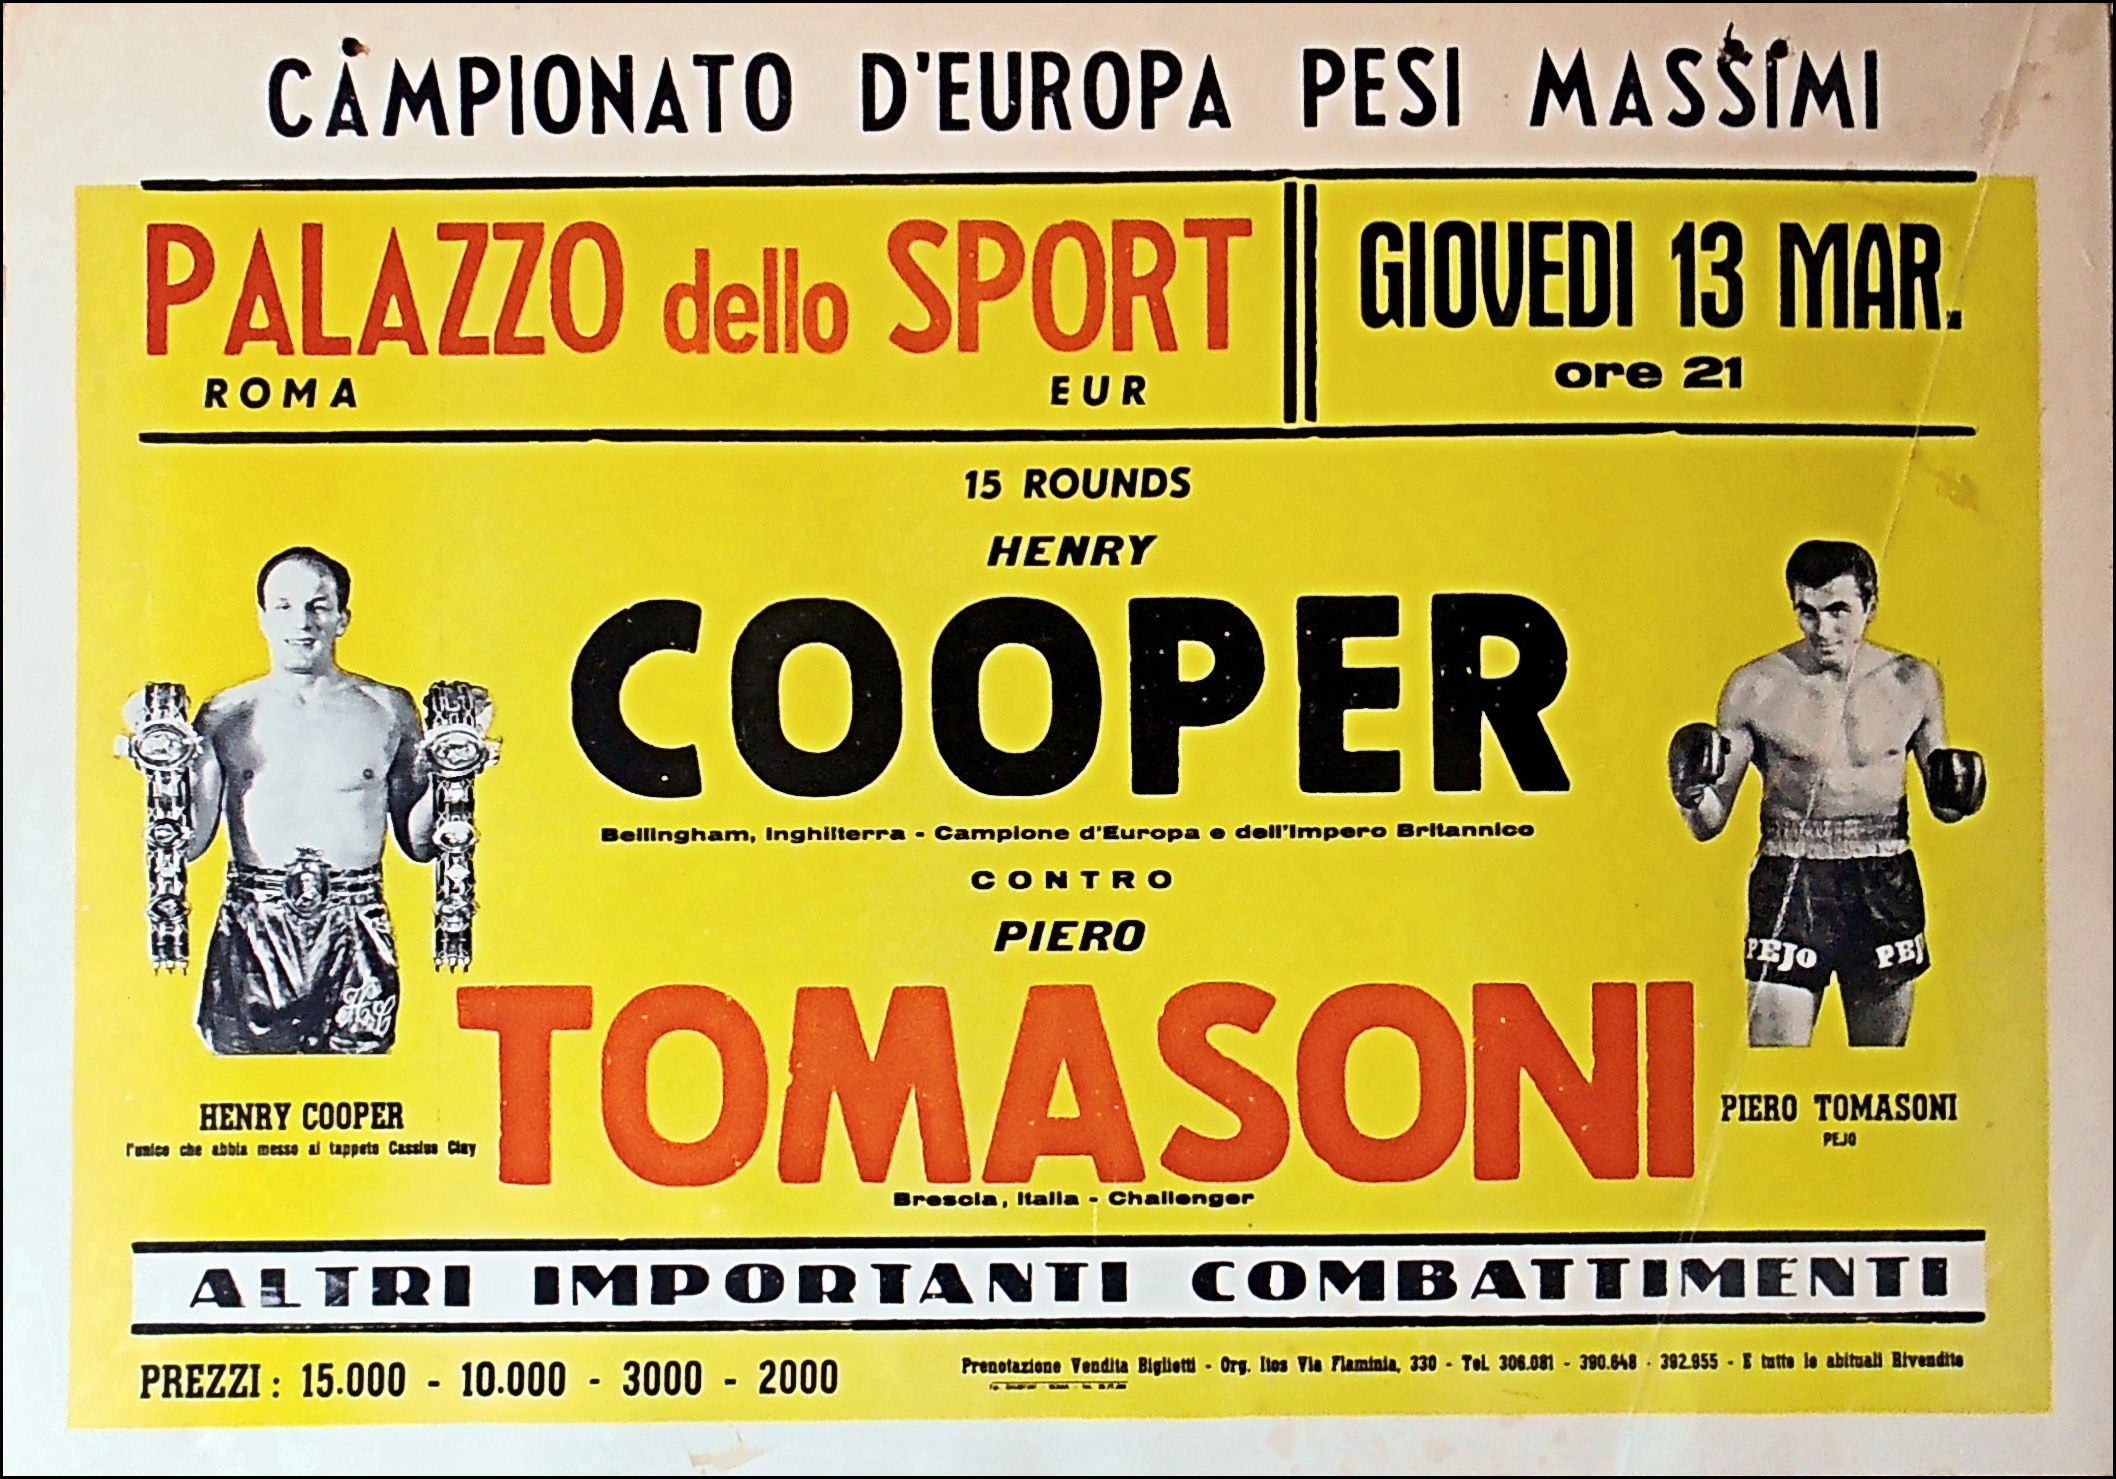 CAMPIONATO D'EUROPA PESI MASSIMI
PALAZZO dello SPORT
ROMA EUR
GIOVEDI 13 MAR.
ore 21
15 ROUNDS
HENRY
COOPER
Bellingham, Inghilterra - Campione d'Europa e dell'Impero Britannico
CONTRO
PIERO
TOMASONI
Brescia, Italia - Challenger
HC
HENRY COOPER
l'unico che abbia messo al tappeto Cassius Clay
PEJO PEJ
PIERO TOMASONI
PEJO
ALTRI IMPORTANTI COMBATTIMENTI
PREZZI: 15.000 - 10.000 - 3000 - 2000
Prenotazione Vendita Biglietti - Org. Itos Via Flaminia, 330 - Tel. 306.081 - 390.648 - 392.955 - E tutte le abituali Rivendite